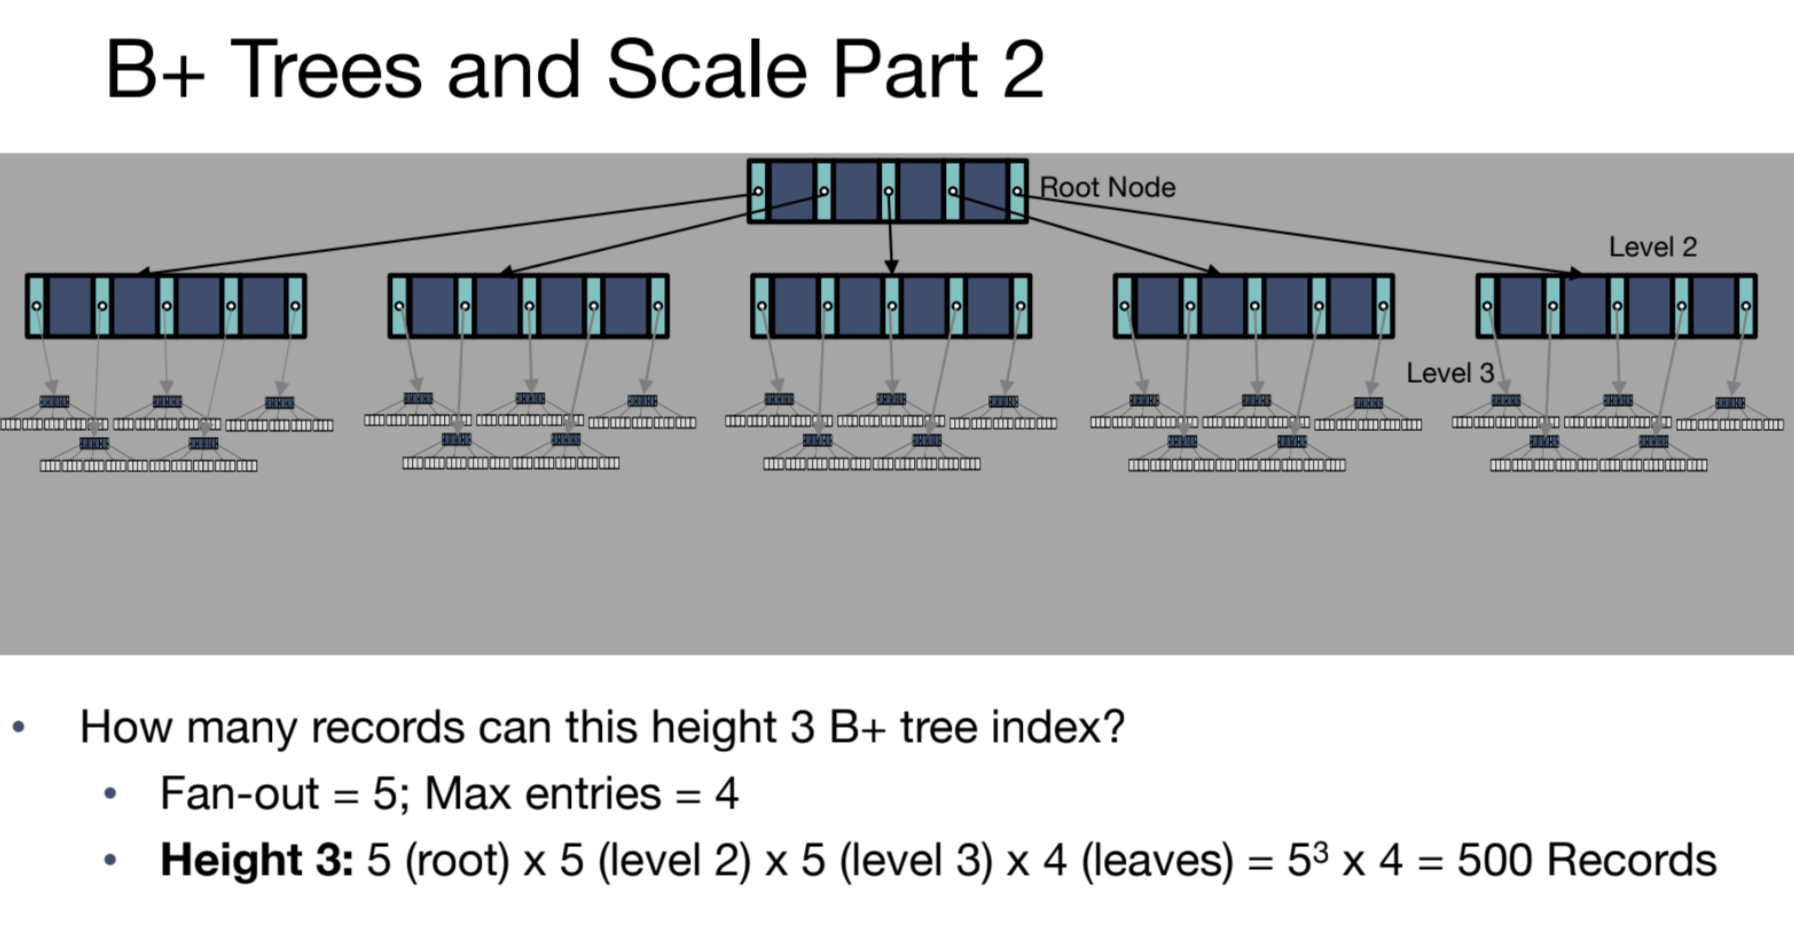 B+ Trees and Scale Part 2
Root Node
Level 2
Level 3
• How many records can this height 3 B+ tree index?
• Fan-out = 5; Max entries = 4
• Height 3: 5 (root) x 5 (level 2) x 5 (level 3) x 4 (leaves) = 5³ x 4 = 500 Records